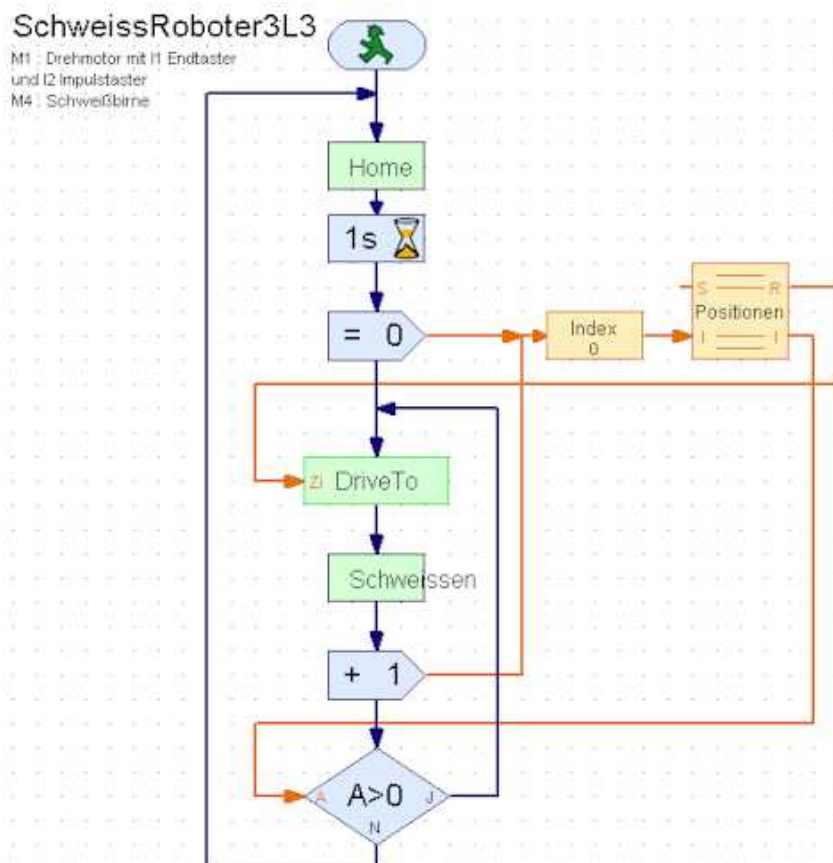 SchweissRoboter3L3
M1 : Drehmotor mit I1 Endtaster
und I2 Impulstaster
M4 : Schweißbirne
Home
1s
= 0
Index
0
S R
Positionen
I I
ZI DriveTo
Schweissen
+ 1
A A>0 J
N